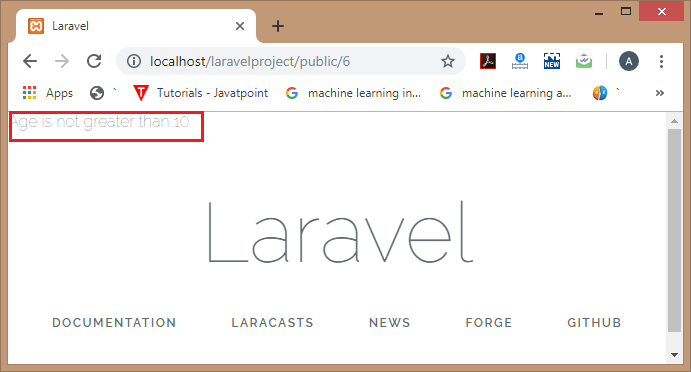 Laravel
localhost/laravelproject/public/6
A
Apps
`
Tutorials - Javatpoint
machine learning in...
machine learning a...
`
»
Age is not greater than 10
Laravel
DOCUMENTATION LARACASTS NEWS FORGE GITHUB